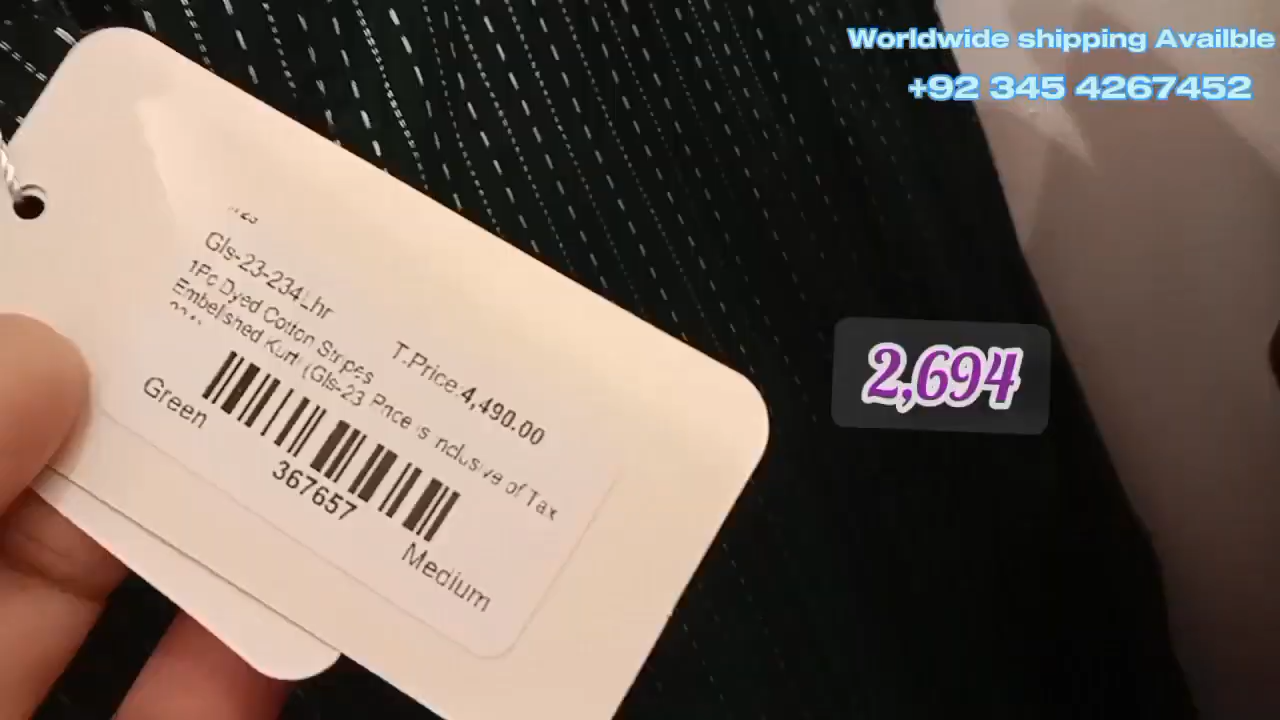 Worldwide shipping Availble
+92 345 4267452
Gls-23-234Lhr
1Pc Dyed Cotton Stripes
Embelished Kurti (Gls-23
T.Price:4,490.00
Price is nclusive of Tax
Green
367657
Medium
2,694